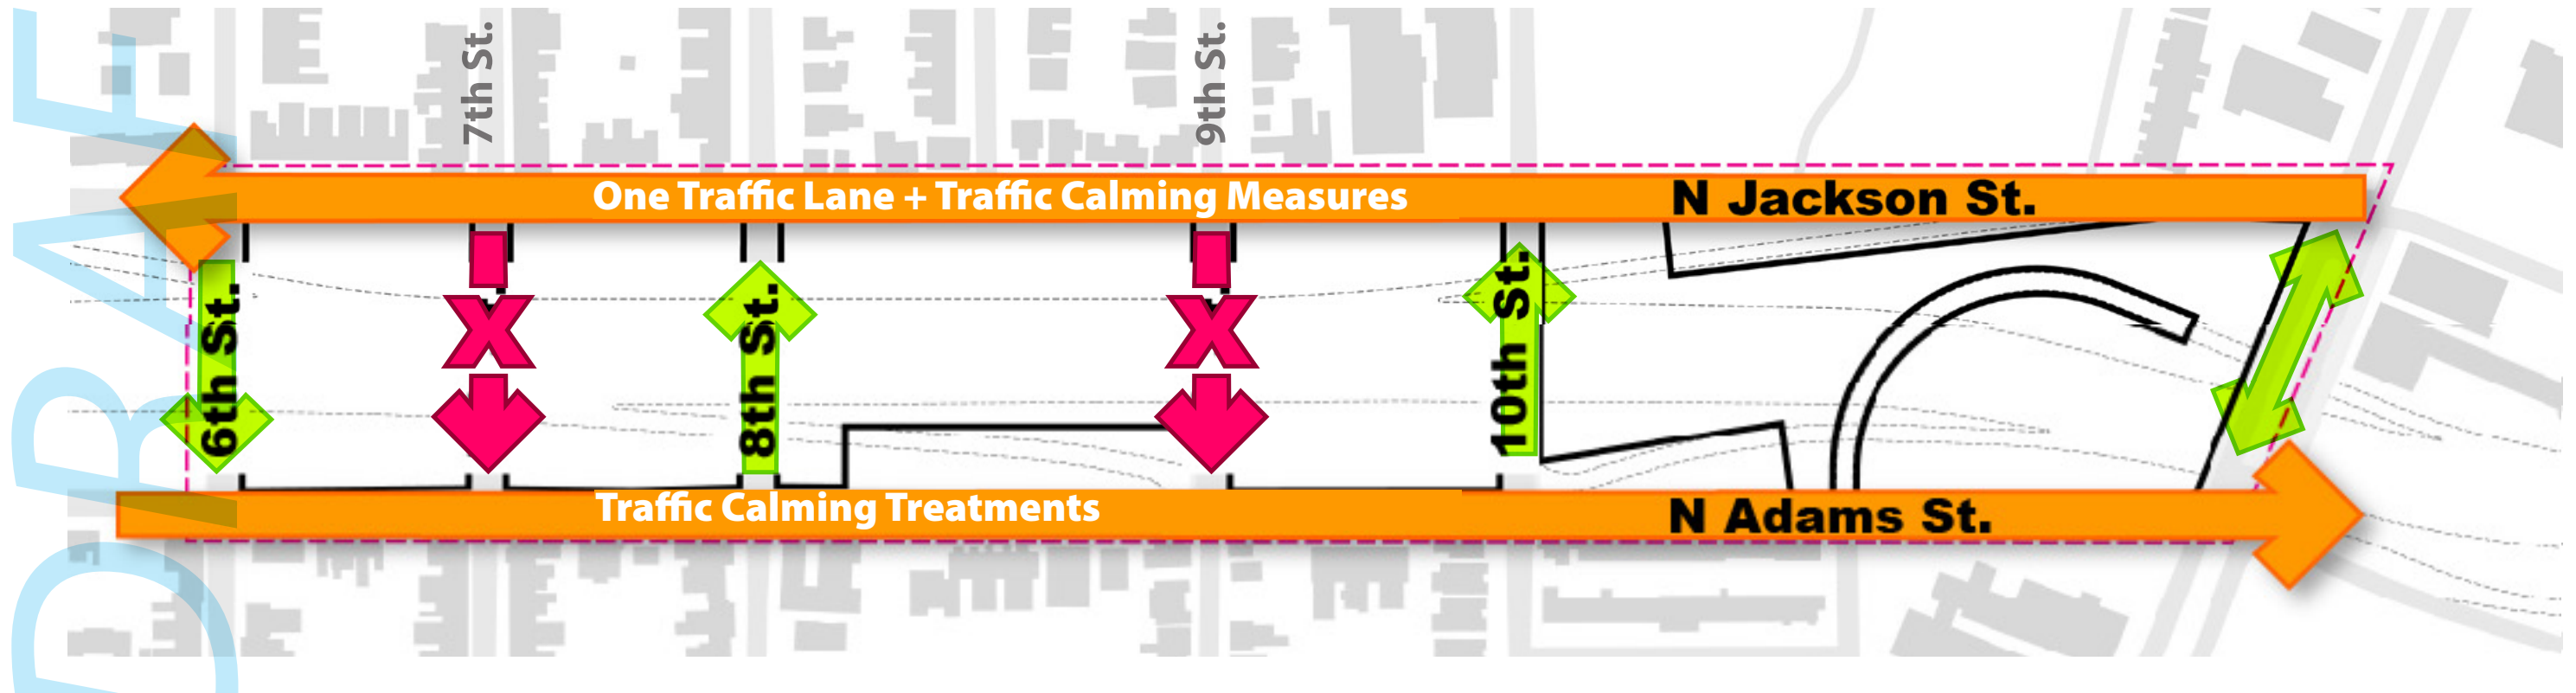 7th St.
9th St.
One Traffic Lane + Traffic Calming Measures
N Jackson St.
6th St.
8th St.
10th St.
Traffic Calming Treatments
N Adams St.
DRAF